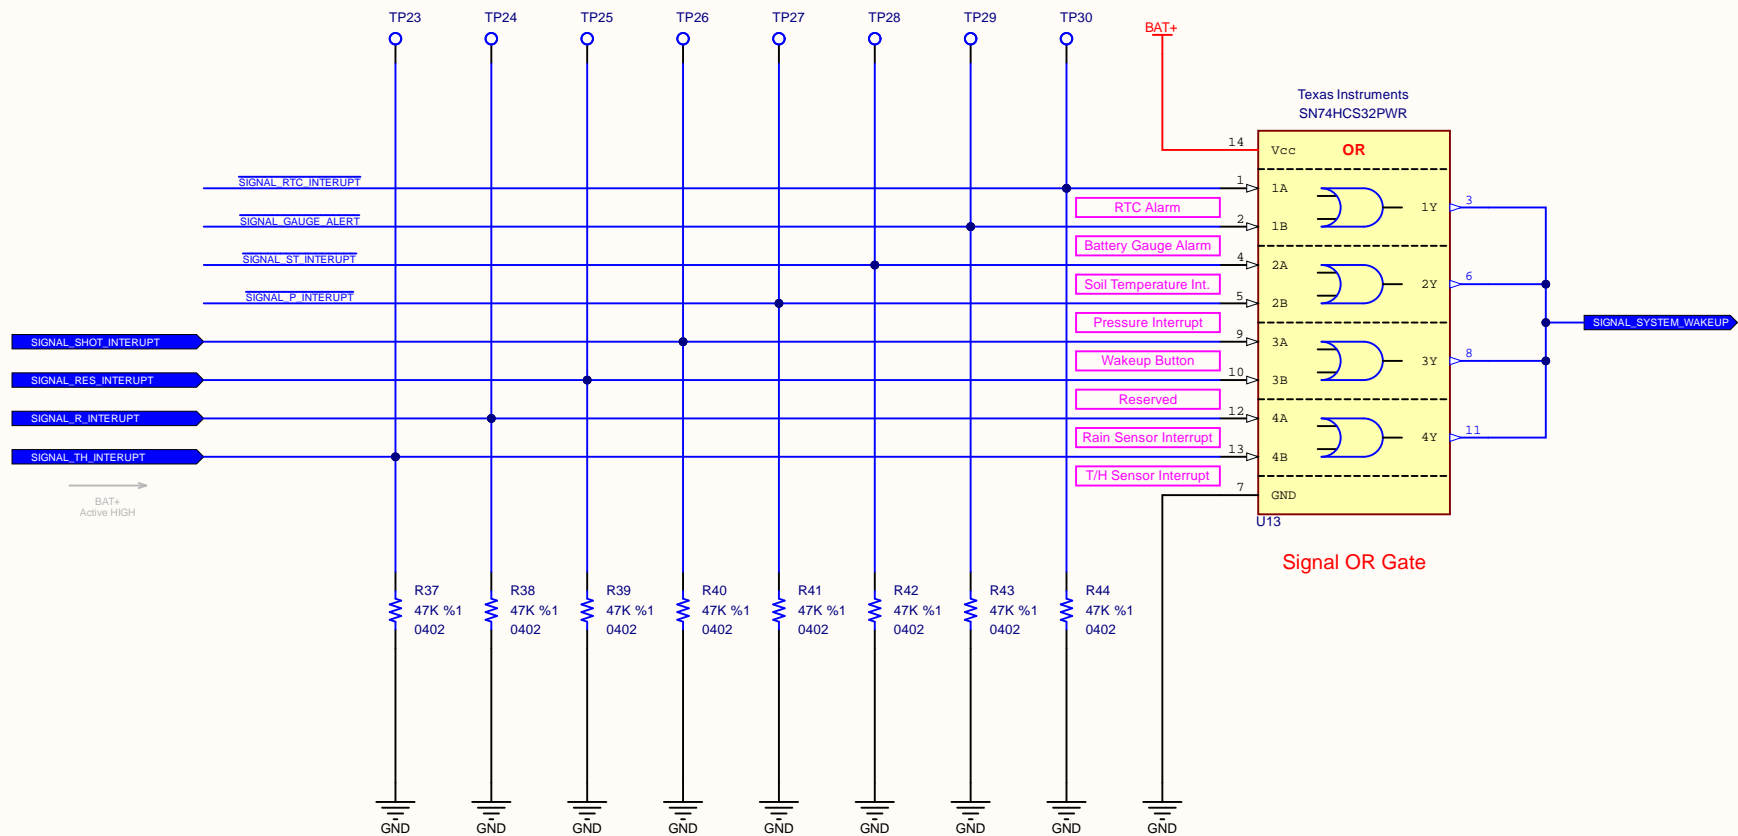 TP23
TP24
TP25
TP26
TP27
TP28
TP29
TP30
BAT+
Texas Instruments
SN74HCS32PWR
14
Vcc
OR
SIGNAL_RTC_INTERUPT
1
1A
RTC Alarm
1Y
3
SIGNAL_GAUGE_ALERT
2
1B
Battery Gauge Alarm
SIGNAL_ST_INTERUPT
4
2A
Soil Temperature Int.
2Y
6
SIGNAL_P_INTERUPT
5
2B
Pressure Interrupt
SIGNAL_SYSTEM_WAKEUP
SIGNAL_SHOT_INTERUPT
9
3A
Wakeup Button
3Y
8
SIGNAL_RES_INTERUPT
10
3B
Reserved
SIGNAL_R_INTERUPT
12
4A
Rain Sensor Interrupt
4Y
11
SIGNAL_TH_INTERUPT
13
4B
T/H Sensor Interrupt
BAT+
Active HIGH
7
GND
U13
Signal OR Gate
R37
47K %1
0402
R38
47K %1
0402
R39
47K %1
0402
R40
47K %1
0402
R41
47K %1
0402
R42
47K %1
0402
R43
47K %1
0402
R44
47K %1
0402
GND
GND
GND
GND
GND
GND
GND
GND
GND